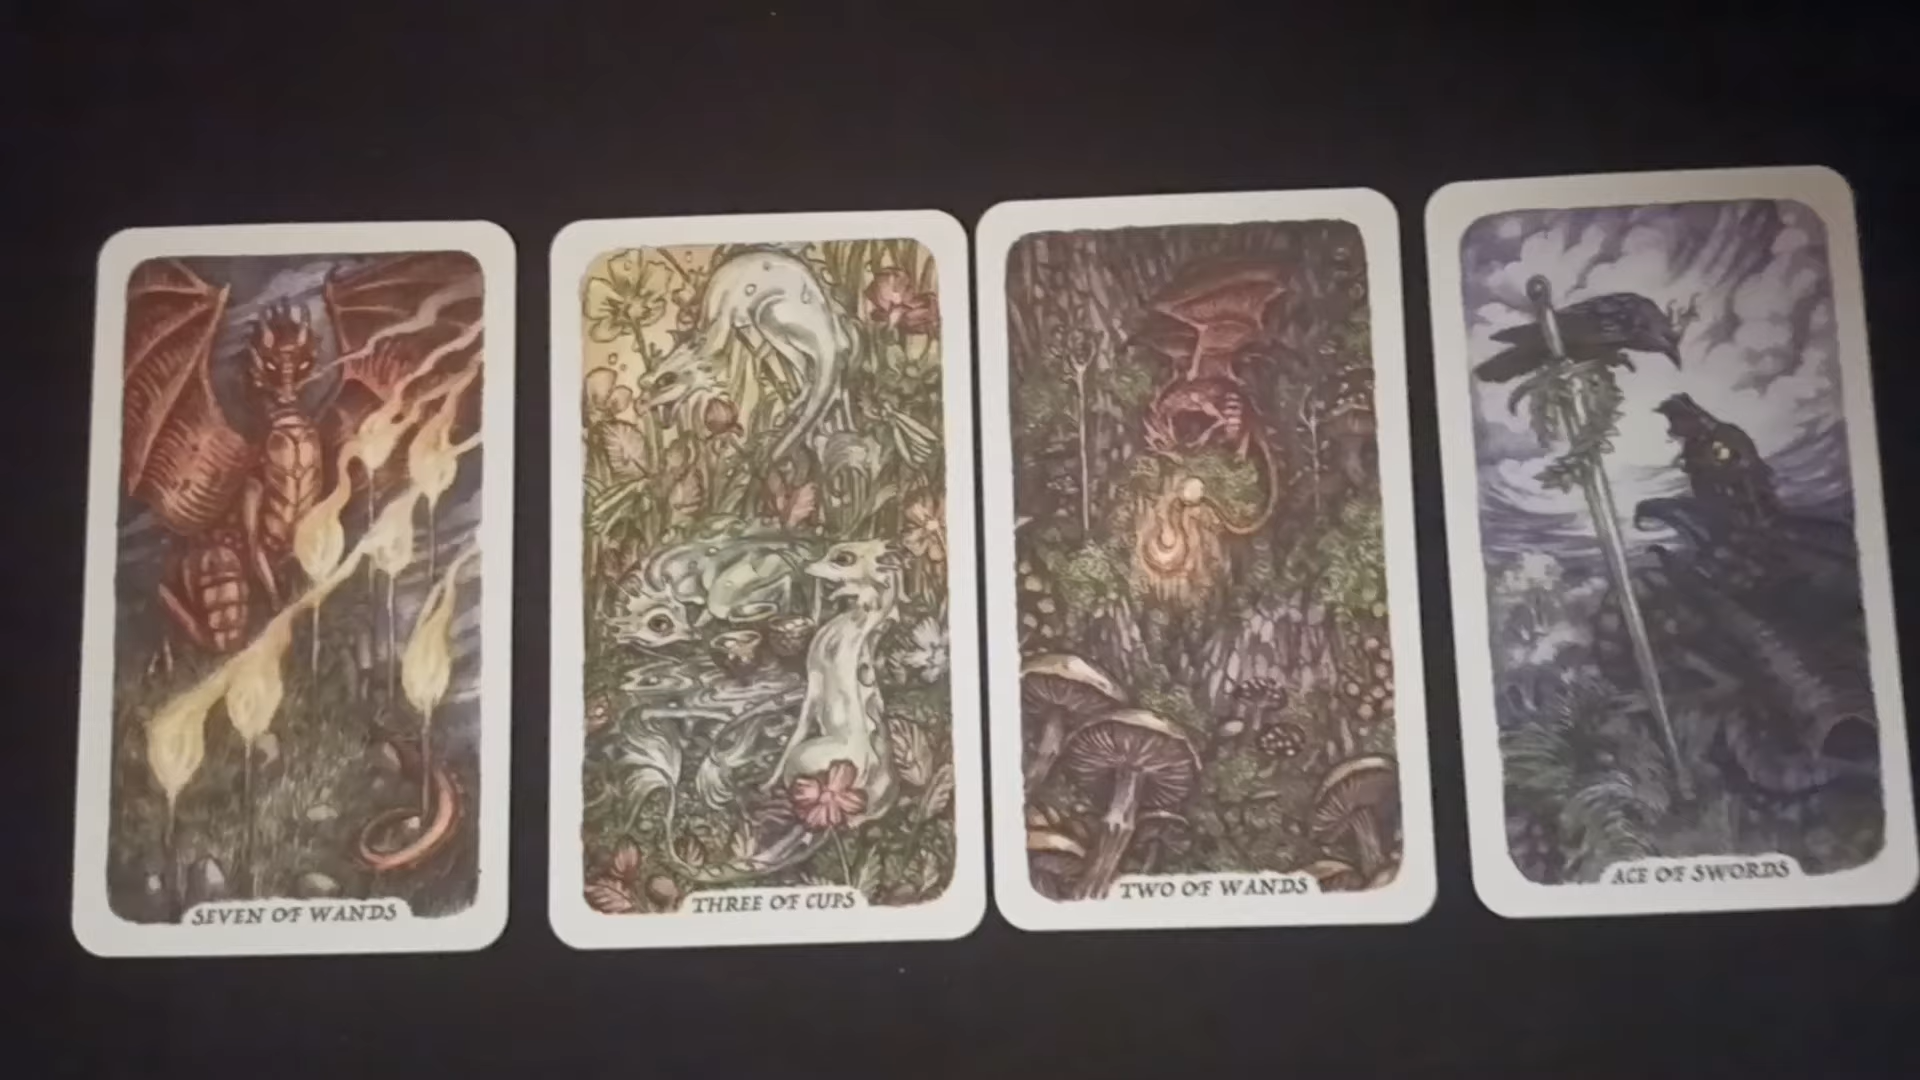 SEVEN OF WANDS
THREE OF CUPS
TWO OF WANDS
ACE OF SWORDS